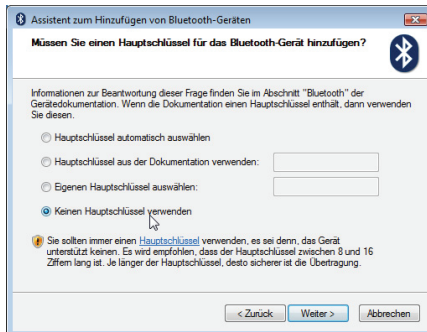 Assistent zum Hinzufügen von Bluetooth-Geräten
Müssen Sie einen Hauptschlüssel für das Bluetooth-Gerät hinzufügen?
Informationen zur Beantwortung dieser Frage finden Sie im Abschnitt "Bluetooth" der
Gerätedokumentation. Wenn die Dokumentation einen Hauptschlüssel enthält, dann verwenden
Sie diesen.
Hauptschlüssel automatisch auswählen
Hauptschlüssel aus der Dokumentation verwenden:
Eigenen Hauptschlüssel auswählen:
Keinen Hauptschlüssel verwenden
Sie sollten immer einen Hauptschlüssel verwenden, es sei denn, das Gerät
unterstützt keinen. Es wird empfohlen, dass der Hauptschlüssel zwischen 8 und 16
Ziffern lang ist. Je länger der Hauptschlüssel, desto sicherer ist die Übertragung.
< Zurück Weiter > Abbrechen